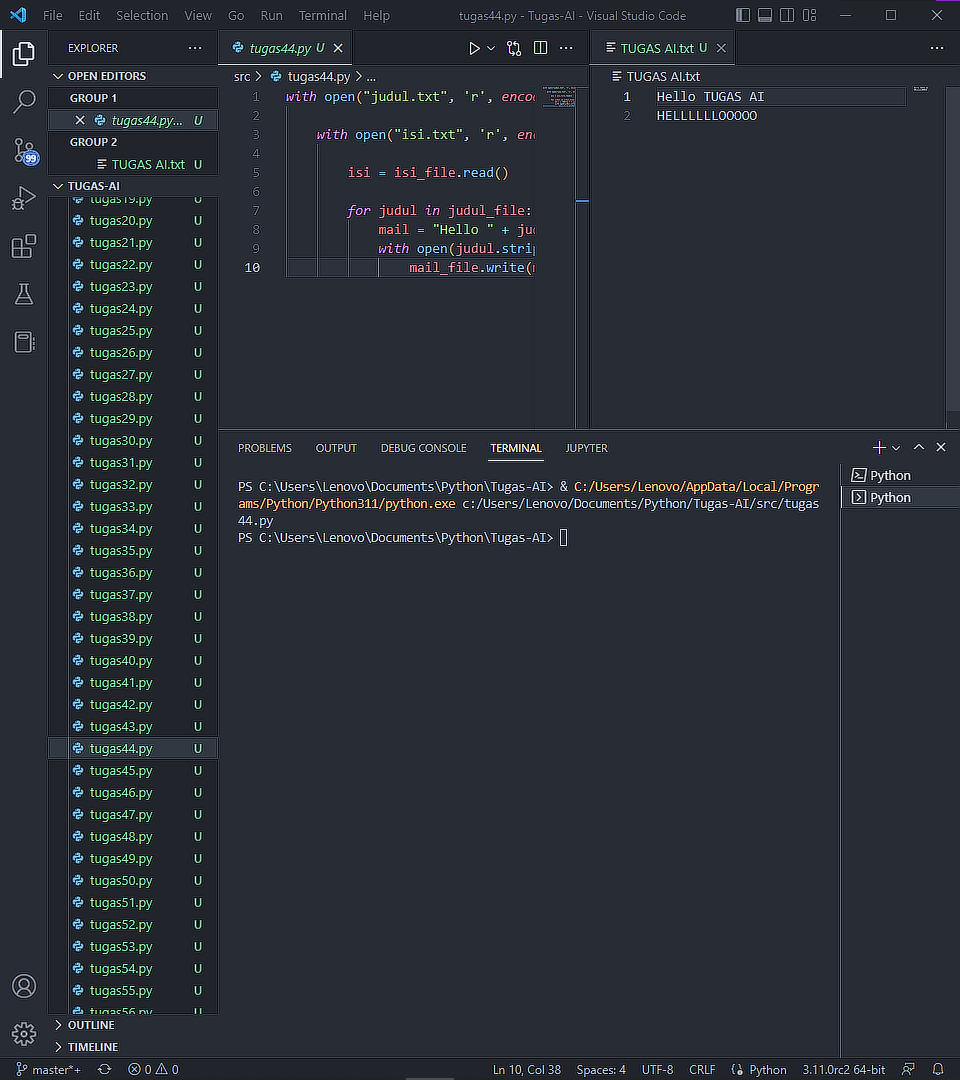 File Edit Selection View Go Run Terminal Help tugas44.py - Tugas-AI - Visual Studio Code
EXPLORER
OPEN EDITORS
GROUP 1
tugas44.py... U
GROUP 2
TUGAS AI.txt U
TUGAS-AI
tugas19.py U
tugas20.py U
tugas21.py U
tugas22.py U
tugas23.py U
tugas24.py U
tugas25.py U
tugas26.py U
tugas27.py U
tugas28.py U
tugas29.py U
tugas30.py U
tugas31.py U
tugas32.py U
tugas33.py U
tugas34.py U
tugas35.py U
tugas36.py U
tugas37.py U
tugas38.py U
tugas39.py U
tugas40.py U
tugas41.py U
tugas42.py U
tugas43.py U
tugas44.py U
tugas45.py U
tugas46.py U
tugas47.py U
tugas48.py U
tugas49.py U
tugas50.py U
tugas51.py U
tugas52.py U
tugas53.py U
tugas54.py U
tugas55.py U
tugas56.py U
OUTLINE
TIMELINE
99
tugas44.py U
src > tugas44.py > ...
1 with open("judul.txt", 'r', enco
2
3 with open("isi.txt", 'r', en
4
5 isi = isi_file.read()
6
7 for judul in judul_file:
8 mail = "Hello " + ju
9 with open(judul.strip
10 mail_file.write(
TUGAS AI.txt U
TUGAS AI.txt
1 Hello TUGAS AI
2 HELLLLLLOOOOO
PROBLEMS OUTPUT DEBUG CONSOLE TERMINAL JUPYTER
PS C:\Users\Lenovo\Documents\Python\Tugas-AI> & C:/Users/Lenovo/AppData/Local/Progr
ams/Python/Python311/python.exe c:/Users/Lenovo/Documents/Python/Tugas-AI/src/tugas
44.py
PS C:\Users\Lenovo\Documents\Python\Tugas-AI>
Python
Python
master*+ 0 0 Ln 10, Col 38 Spaces: 4 UTF-8 CRLF Python 3.11.0rc2 64-bit